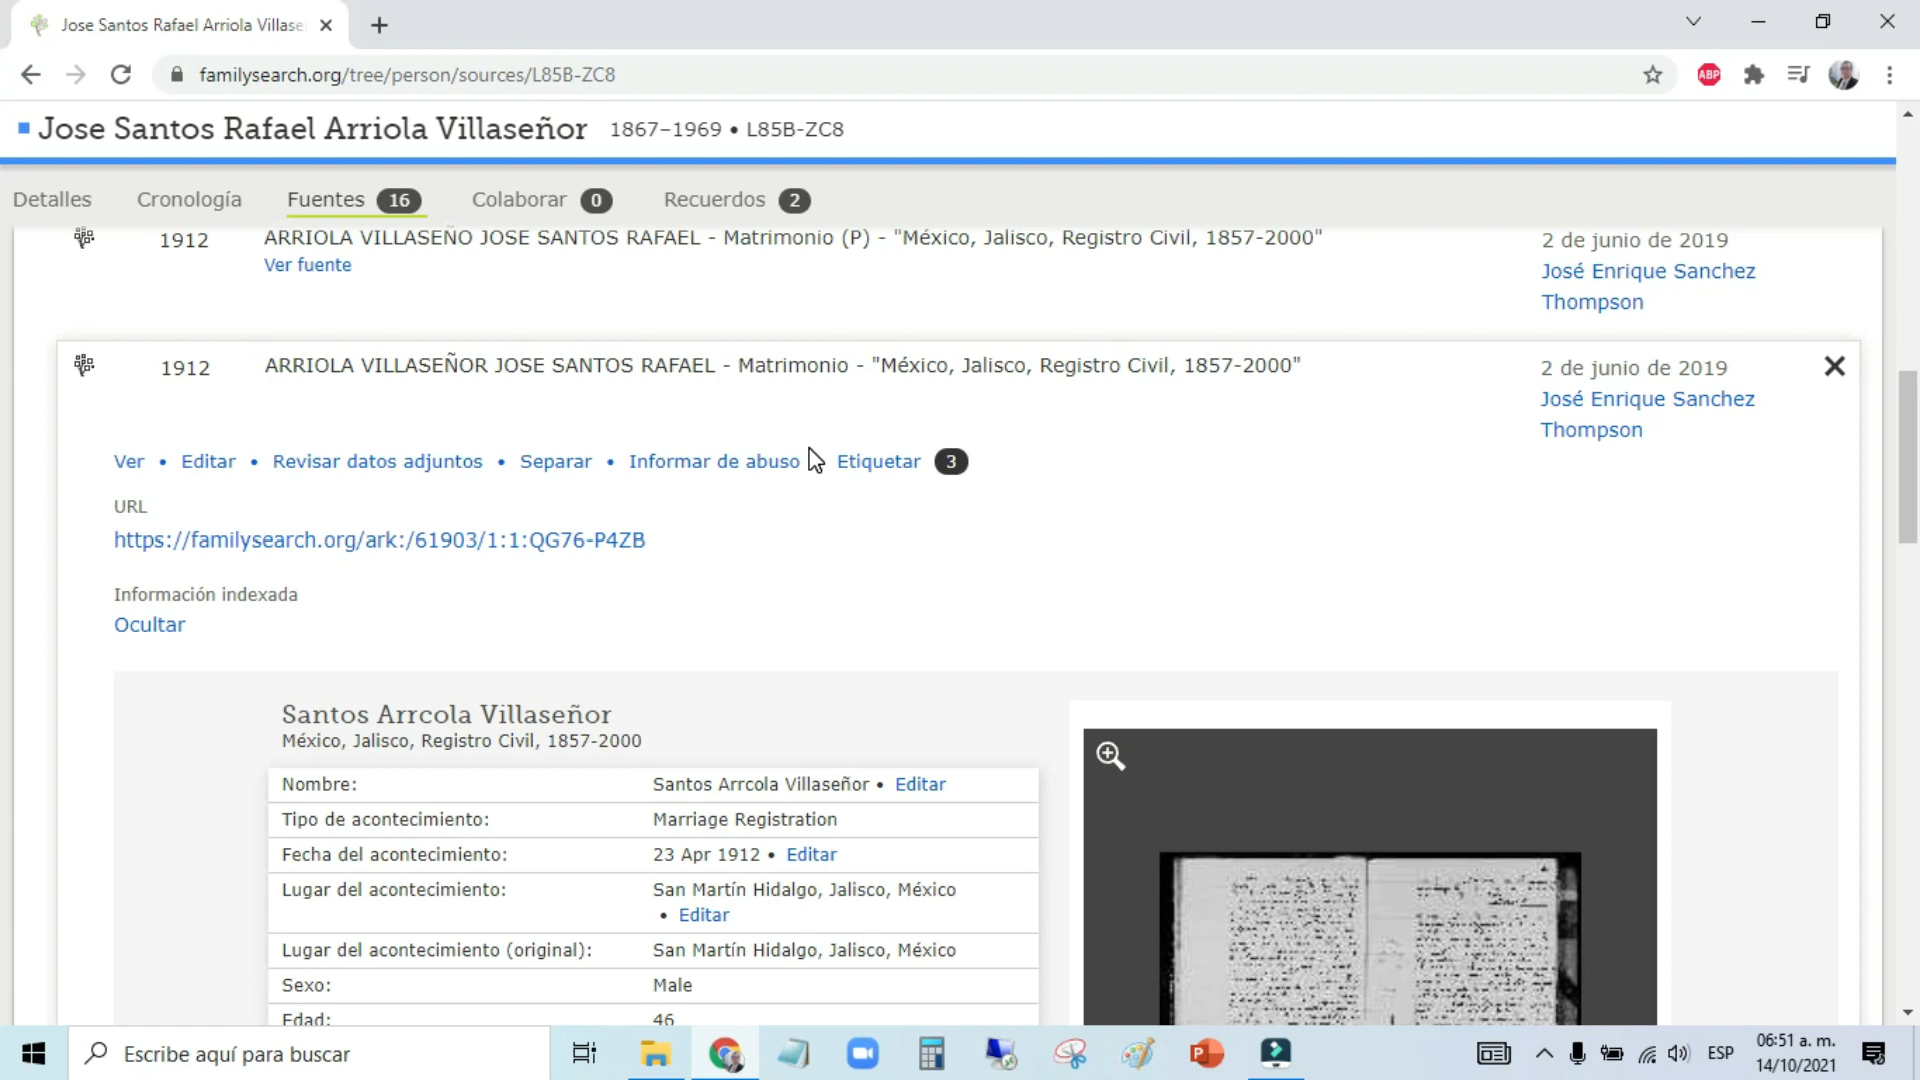 Jose Santos Rafael Arriola Villase
familysearch.org/tree/person/sources/L85B-ZC8
ABP
Jose Santos Rafael Arriola Villaseñor 1867–1969 • L85B-ZC8
Detalles Cronología Fuentes 16 Colaborar 0 Recuerdos 2
1912 ARRIOLA VILLASEÑO JOSE SANTOS RAFAEL - Matrimonio (P) - "México, Jalisco, Registro Civil, 1857-2000" 2 de junio de 2019
Ver fuente José Enrique Sanchez
Thompson
1912 ARRIOLA VILLASEÑOR JOSE SANTOS RAFAEL - Matrimonio - "México, Jalisco, Registro Civil, 1857-2000" 2 de junio de 2019
José Enrique Sanchez
Thompson
Ver • Editar • Revisar datos adjuntos • Separar • Informar de abuso Etiquetar 3
URL
https://familysearch.org/ark:/61903/1:1:QG76-P4ZB
Información indexada
Ocultar
Santos Arrcola Villaseñor
México, Jalisco, Registro Civil, 1857-2000
Nombre: Santos Arrcola Villaseñor • Editar
Tipo de acontecimiento: Marriage Registration
Fecha del acontecimiento: 23 Apr 1912 • Editar
Lugar del acontecimiento: San Martín Hidalgo, Jalisco, México
• Editar
Lugar del acontecimiento (original): San Martín Hidalgo, Jalisco, México
Sexo: Male
Edad: 46
Escribe aquí para buscar
P
ESP
06:51 a. m.
14/10/2021